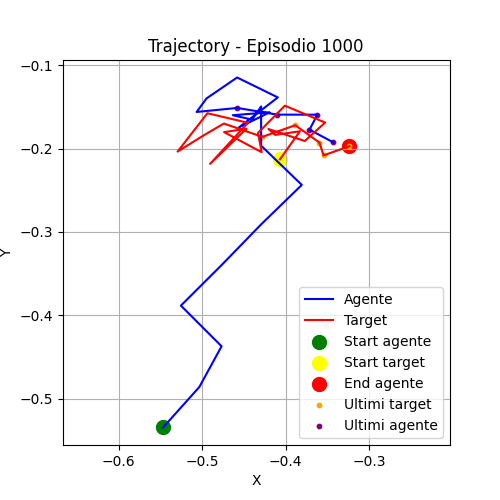 Trajectory - Episodio 1000
−0.1
−0.2
−0.3
−0.4
−0.5
Y
Agente
Target
Start agente
Start target
End agente
Ultimi target
Ultimi agente
−0.6 −0.5 −0.4 −0.3
X